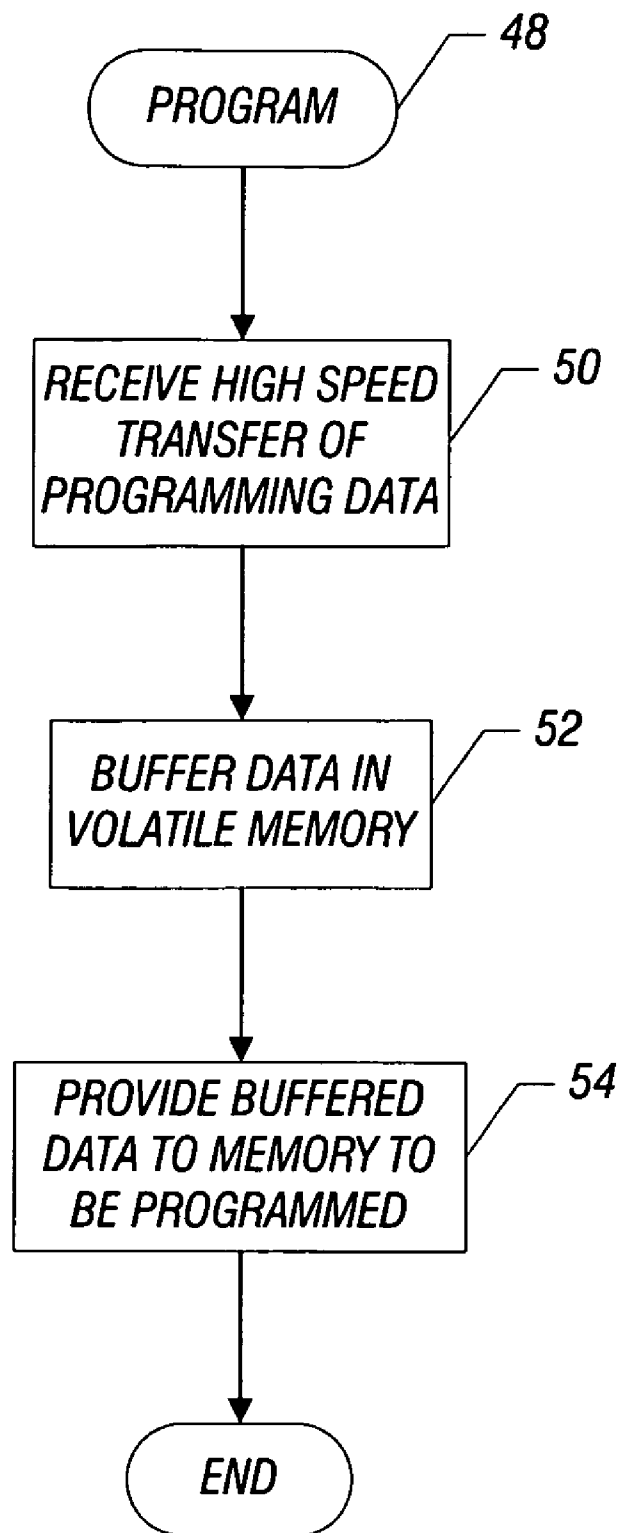 48
PROGRAM
50
RECEIVE HIGH SPEED
TRANSFER OF
PROGRAMMING DATA
52
BUFFER DATA IN
VOLATILE MEMORY
54
PROVIDE BUFFERED
DATA TO MEMORY TO
BE PROGRAMMED
END